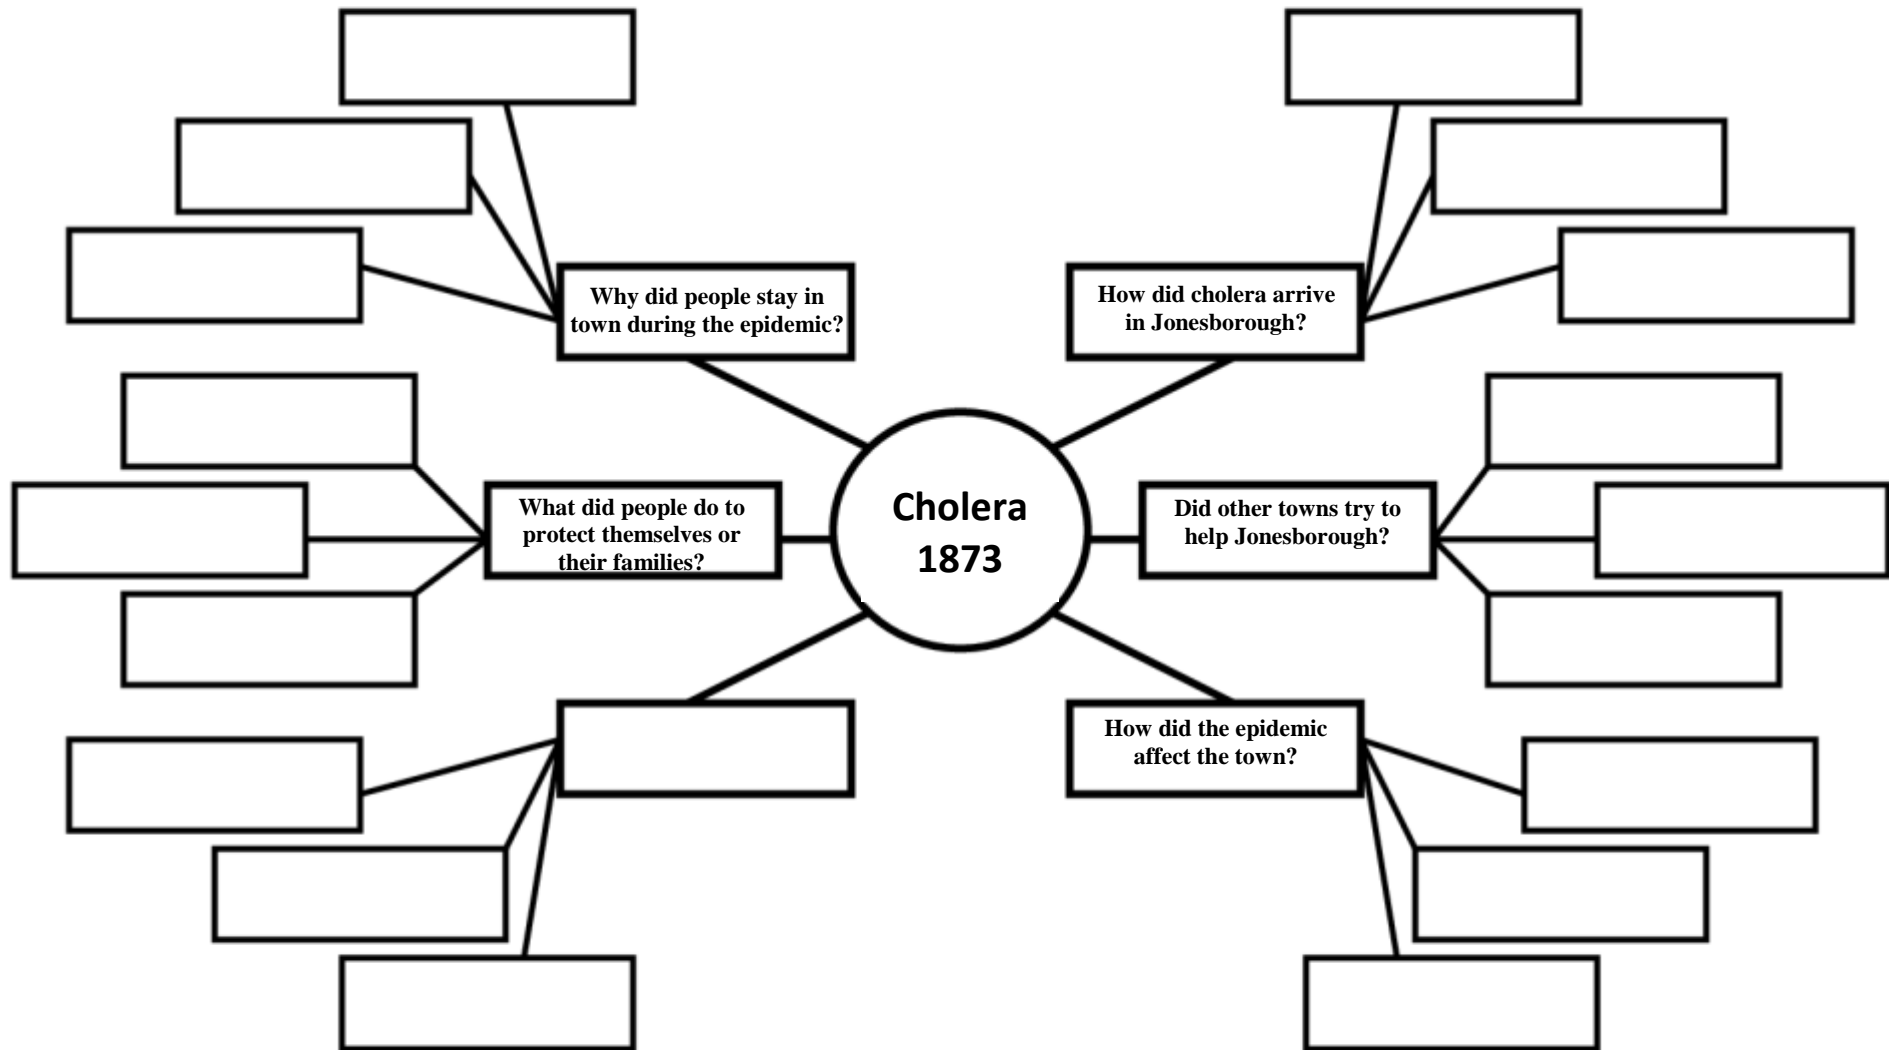 Why did people stay in
town during the epidemic?
How did cholera arrive
in Jonesborough?
What did people do to
protect themselves or
their families?
Cholera
1873
Did other towns try to
help Jonesborough?
How did the epidemic
affect the town?